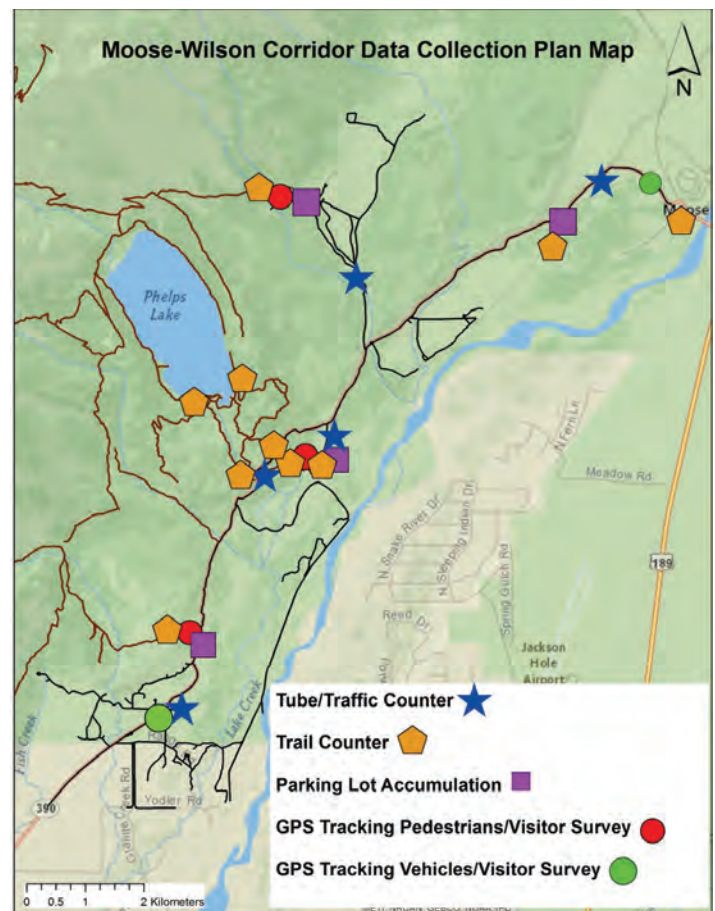 Moose-Wilson Corridor Data Collection Plan Map
N
Moose
Phelps
Lake
N Fern Ln
Meadow Rd
N Snake River Dr
N Sleeping Indian Dr
Spring Gulch Rd
189
Reed Dr
Jackson
Hole
Airport
Lake Creek
Fish Creek
Granite Creek Rd
Yodler Rd
390
Tube/Traffic Counter
Trail Counter
Parking Lot Accumulation
GPS Tracking Pedestrians/Visitor Survey
GPS Tracking Vehicles/Visitor Survey
0 0.5 1 2 Kilometers